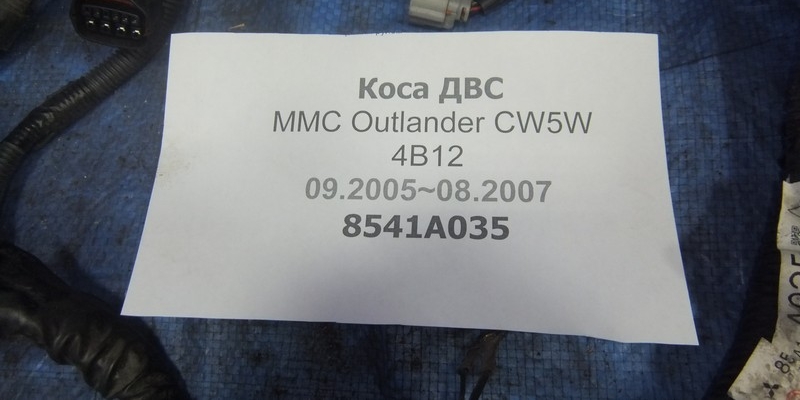 Коса ДВС
MMC Outlander CW5W
4B12
09.2005~08.2007
8541A035